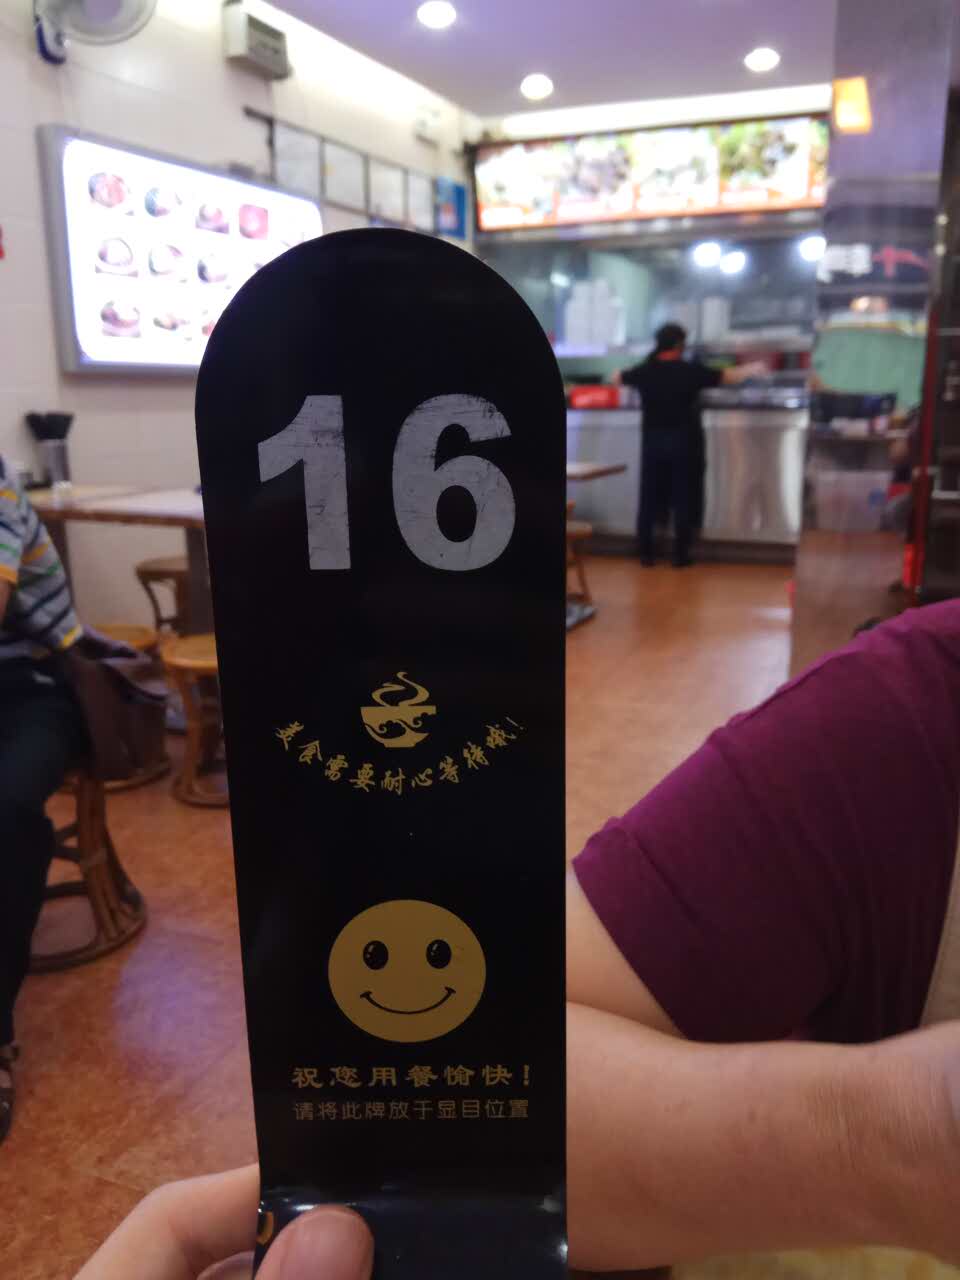 16
美食需要耐心等待哦!
祝您用餐愉快!
请将此牌放于显目位置